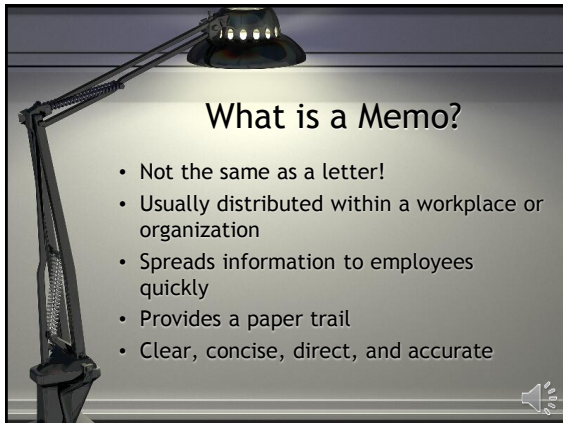 What is a Memo?
• Not the same as a letter!
• Usually distributed within a workplace or
organization
• Spreads information to employees
quickly
• Provides a paper trail
• Clear, concise, direct, and accurate